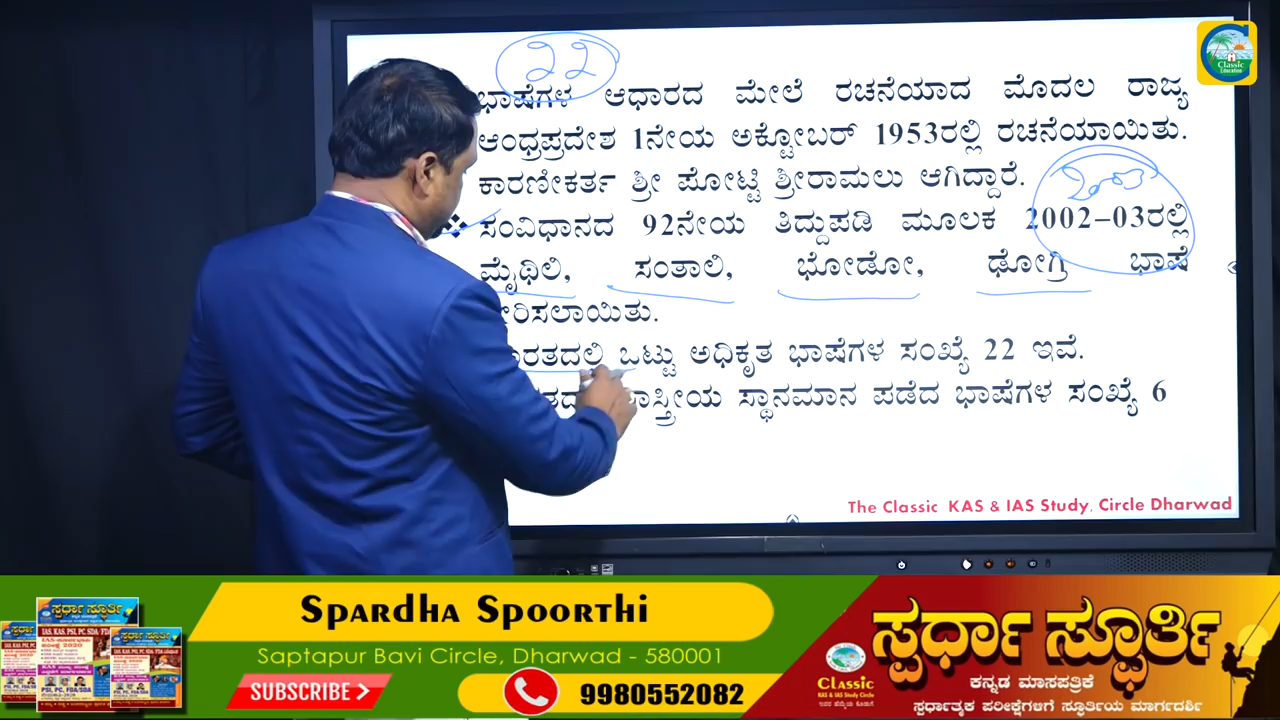 22
ಭಾಷೆಗಳ ಆಧಾರದ ಮೇಲೆ ರಚನೆಯಾದ ಮೊದಲ ರಾಜ್ಯ
ಆಂಧ್ರಪ್ರದೇಶ 1ನೇಯ ಅಕ್ಟೋಬರ್ 1953ರಲ್ಲಿ ರಚನೆಯಾಯಿತು.
ಕಾರಣೀಕರ್ತ ಶ್ರೀ ಪೋಟ್ಟಿ ಶ್ರೀರಾಮಲು ಆಗಿದ್ದಾರೆ.
ಸಂವಿಧಾನದ 92ನೇಯ ತಿದ್ದುಪಡಿ ಮೂಲಕ 2002-03ರಲ್ಲಿ
ಮೈಥಿಲಿ, ಸಂತಾಲಿ, ಭೋಡೋ, ಢೋಗ್ರಿ ಭಾಷೆ
ಒಟ್ಟು ಅಧಿಕೃತ ಭಾಷೆಗಳ ಸಂಖ್ಯೆ 22 ಇವೆ.
ಸ್ಥಾನಮಾನ ಪಡೆದ ಭಾಷೆಗಳ ಸಂಖ್ಯೆ 6
The Classic KAS & IAS Study, Circle Dharwad
Classic
Education
Spardha Spoorthi
Saptapur Bavi Circle, Dharwad - 580001
SUBSCRIBE
9980552082
Classic
KAS & IAS Study Circle
ಸ್ಪರ್ಧಾ ಸ್ಫೂರ್ತಿ
ಕನ್ನಡ ಮಾಸಪತ್ರಿಕೆ
ಸ್ಪರ್ಧಾತ್ಮಕ ಪರೀಕ್ಷೆಗಳಿಗೆ ಸ್ಫೂರ್ತಿಯ ಮಾರ್ಗದರ್ಶಿ